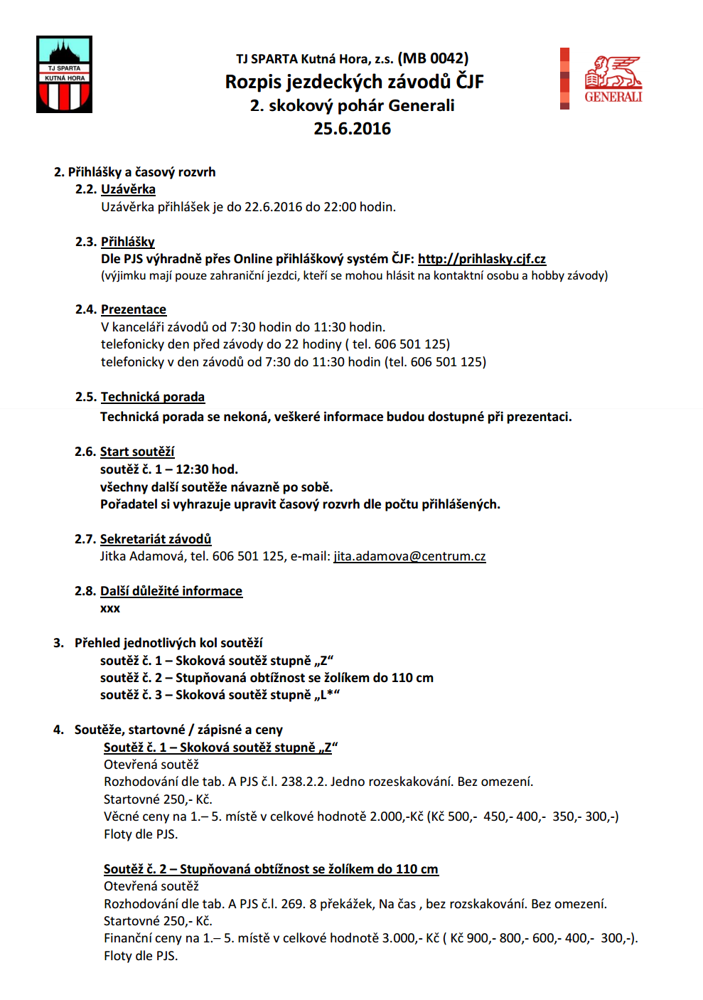 TJ SPARTA
KUTNÁ HORA
TJ SPARTA Kutná Hora, z.s. (MB 0042)
Rozpis jezdeckých závodů ČJF
2. skokový pohár Generali
25.6.2016
GENERALI
2. Přihlášky a časový rozvrh
2.2. Uzávěrka
Uzávěrka přihlášek je do 22.6.2016 do 22:00 hodin.
2.3. Přihlášky
Dle PJS výhradně přes Online přihláškový systém ČJF: http://prihlasky.cjf.cz
(výjimku mají pouze zahraniční jezdci, kteří se mohou hlásit na kontaktní osobu a hobby závody)
2.4. Prezentace
V kanceláři závodů od 7:30 hodin do 11:30 hodin.
telefonicky den před závody do 22 hodiny ( tel. 606 501 125)
telefonicky v den závodů od 7:30 do 11:30 hodin (tel. 606 501 125)
2.5. Technická porada
Technická porada se nekoná, veškeré informace budou dostupné při prezentaci.
2.6. Start soutěží
soutěž č. 1 – 12:30 hod.
všechny další soutěže návazně po sobě.
Pořadatel si vyhrazuje upravit časový rozvrh dle počtu přihlášených.
2.7. Sekretariát závodů
Jitka Adamová, tel. 606 501 125, e-mail: jita.adamova@centrum.cz
2.8. Další důležité informace
xxx
3. Přehled jednotlivých kol soutěží
soutěž č. 1 – Skoková soutěž stupně „Z“
soutěž č. 2 – Stupňovaná obtížnost se žolíkem do 110 cm
soutěž č. 3 – Skoková soutěž stupně „L*“
4. Soutěže, startovné / zápisné a ceny
Soutěž č. 1 – Skoková soutěž stupně „Z“
Otevřená soutěž
Rozhodování dle tab. A PJS č.l. 238.2.2. Jedno rozeskakování. Bez omezení.
Startovné 250,- Kč.
Věcné ceny na 1.– 5. místě v celkové hodnotě 2.000,-Kč (Kč 500,- 450,- 400,- 350,- 300,-)
Floty dle PJS.
Soutěž č. 2 – Stupňovaná obtížnost se žolíkem do 110 cm
Otevřená soutěž
Rozhodování dle tab. A PJS č.l. 269. 8 překážek, Na čas , bez rozskakování. Bez omezení.
Startovné 250,- Kč.
Finanční ceny na 1.– 5. místě v celkové hodnotě 3.000,- Kč ( Kč 900,- 800,- 600,- 400,- 300,-).
Floty dle PJS.